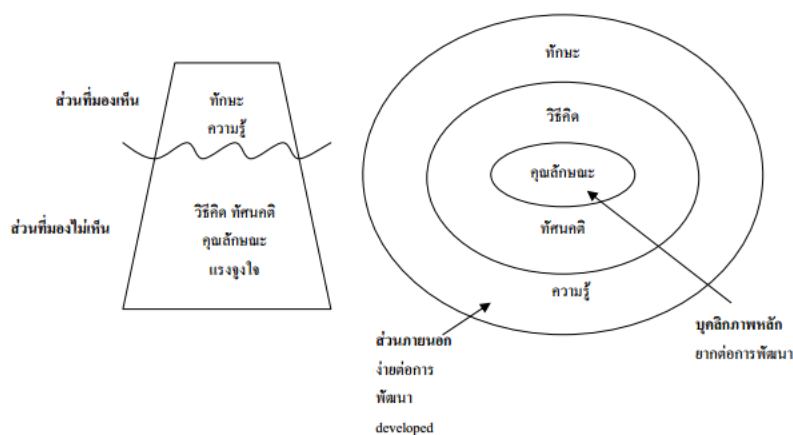 ส่วนที่มองเห็น
ทักษะ
ความรู้
ส่วนที่มองไม่เห็น
วิธีคิด ทัศนคติ
คุณลักษณะ
แรงจูงใจ
ทักษะ
วิธีคิด
คุณลักษณะ
ทัศนคติ
ความรู้
ส่วนภายนอก
ง่ายต่อการ
พัฒนา
developed
บุคลิกภาพหลัก
ยากต่อการพัฒนา